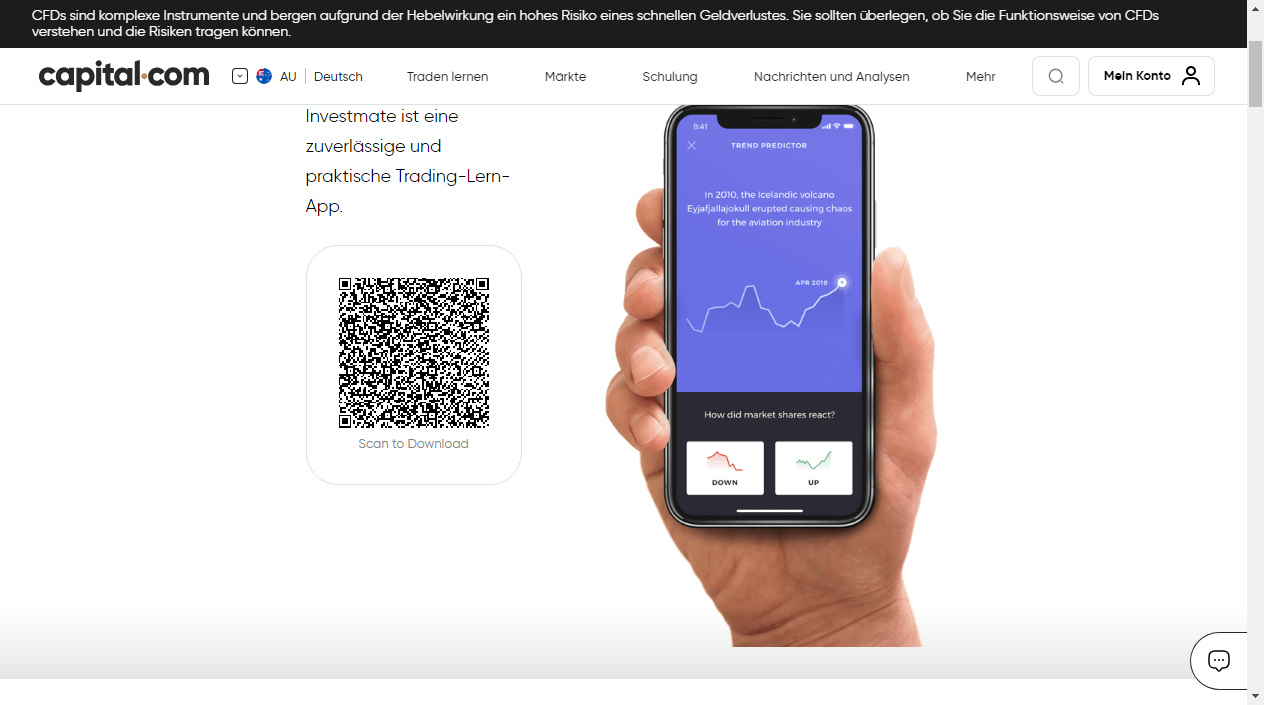 CFDs sind komplexe Instrumente und bergen aufgrund der Hebelwirkung ein hohes Risiko eines schnellen Geldverlustes. Sie sollten überlegen, ob Sie die Funktionsweise von CFDs
verstehen und die Risiken tragen können.
capital.com
AU
Deutsch
Traden lernen
Märkte
Schulung
Nachrichten und Analysen
Mehr
Mein Konto
Investmate ist eine
zuverlässige und
praktische Trading-Lern-
App.
Scan to Download
9:41
TREND PREDICTOR
In 2010, the Icelandic volcano
Eyjafjallajokull erupted causing chaos
for the aviation industry
APR 2010
How did market shares react?
DOWN
UP